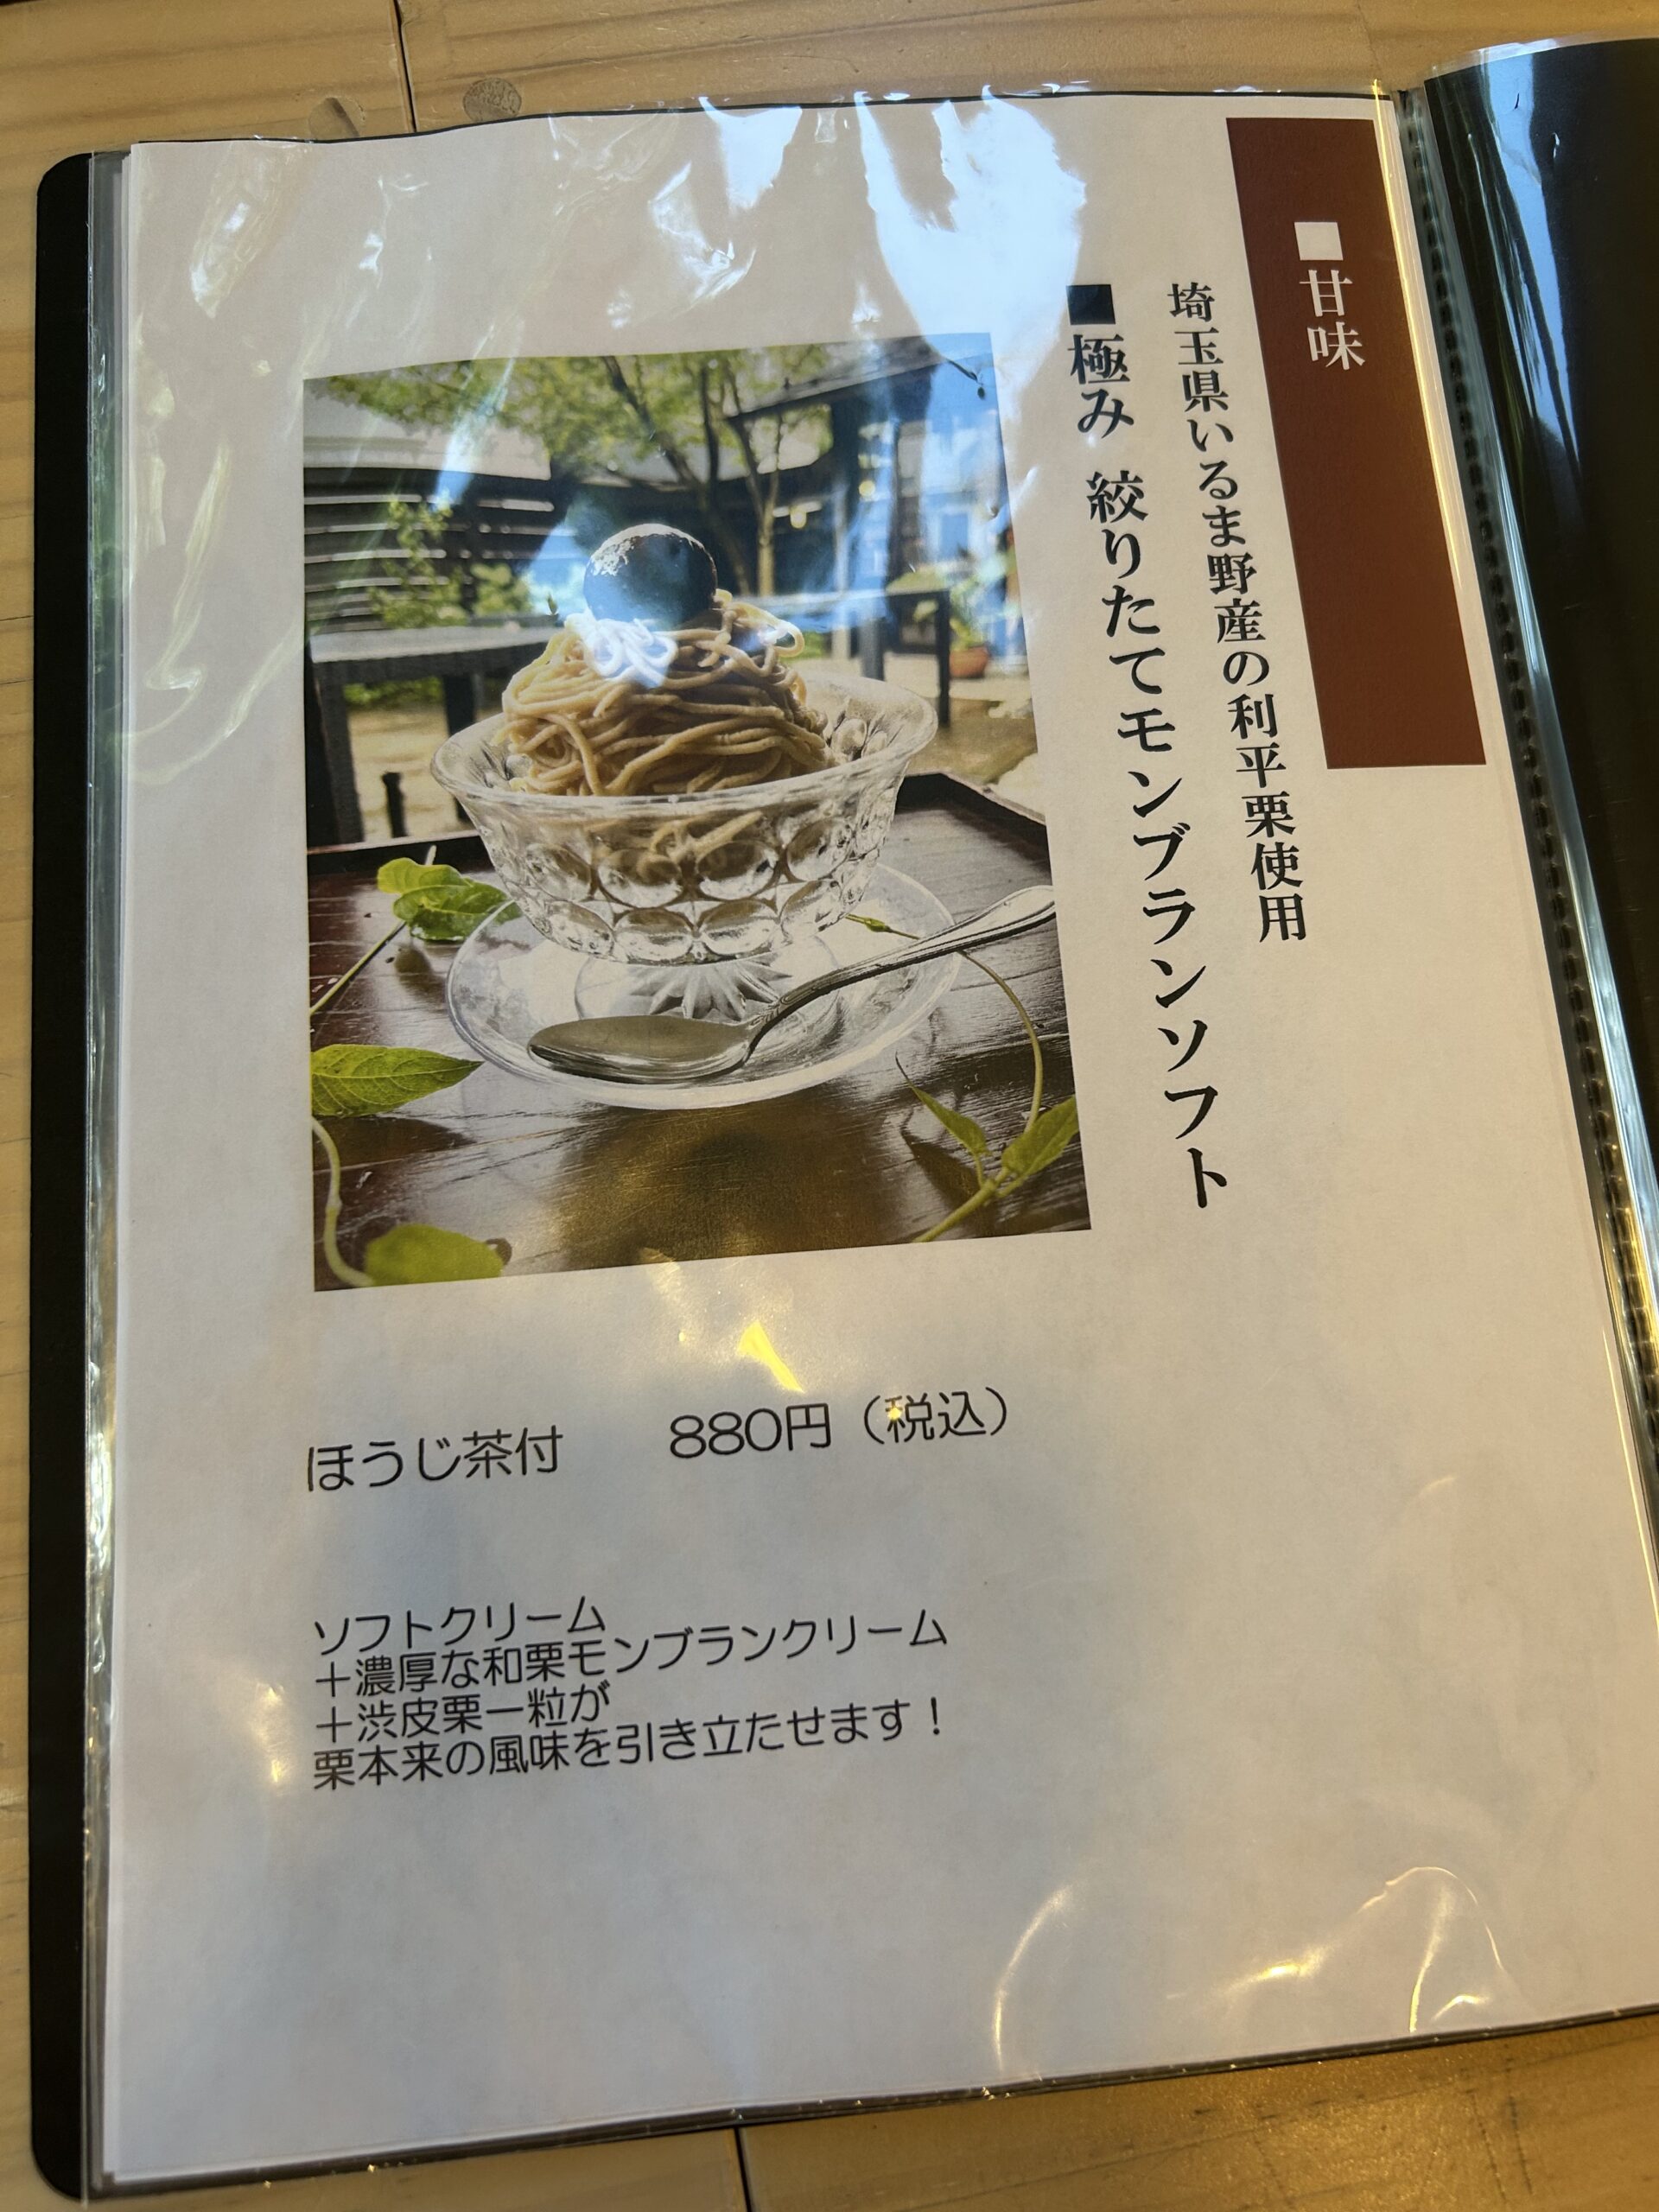 ■甘味
埼玉県いるま野産の利平栗使用
■極み 絞りたてモンブランソフト
ほうじ茶付 880円（税込）
ソフトクリーム
＋濃厚な和栗モンブランクリーム
＋渋皮栗一粒が
栗本来の風味を引き立たせます！